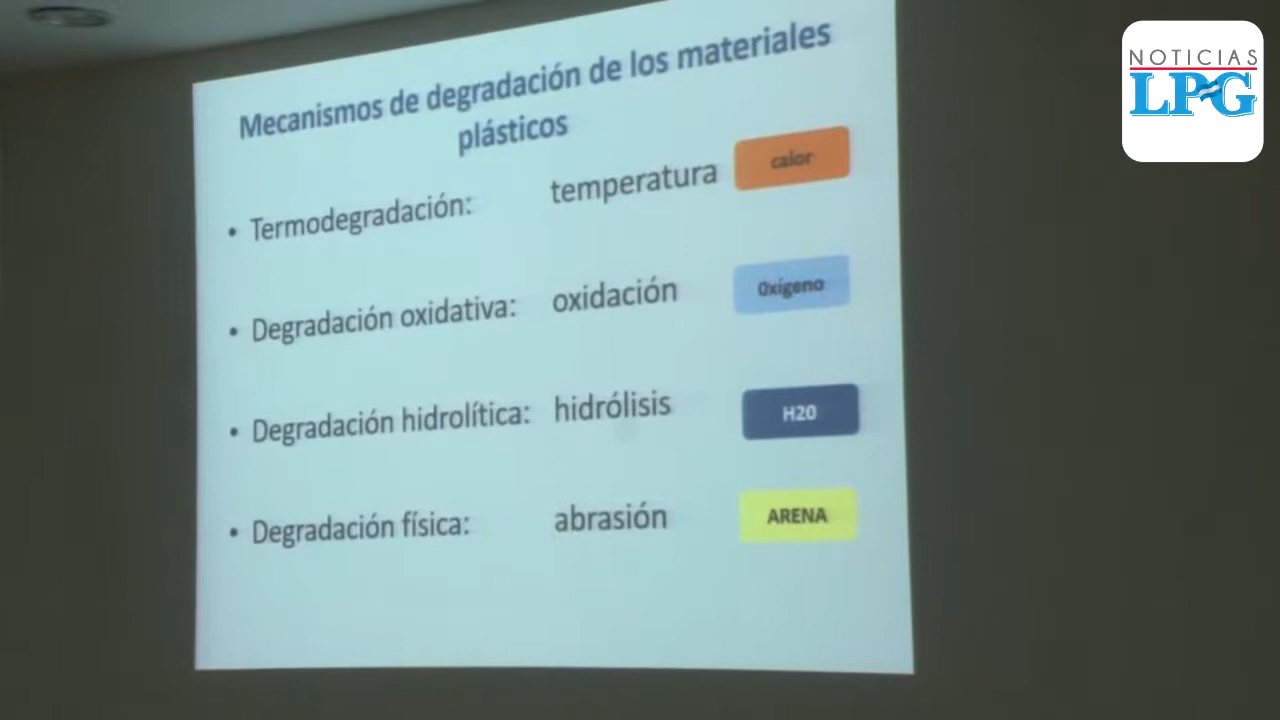 NOTICIAS
LPG
Mecanismos de degradación de los materiales
plásticos
• Termodegradación: temperatura calor
• Degradación oxidativa: oxidación Oxigeno
• Degradación hidrolítica: hidrólisis H20
• Degradación física: abrasión ARENA